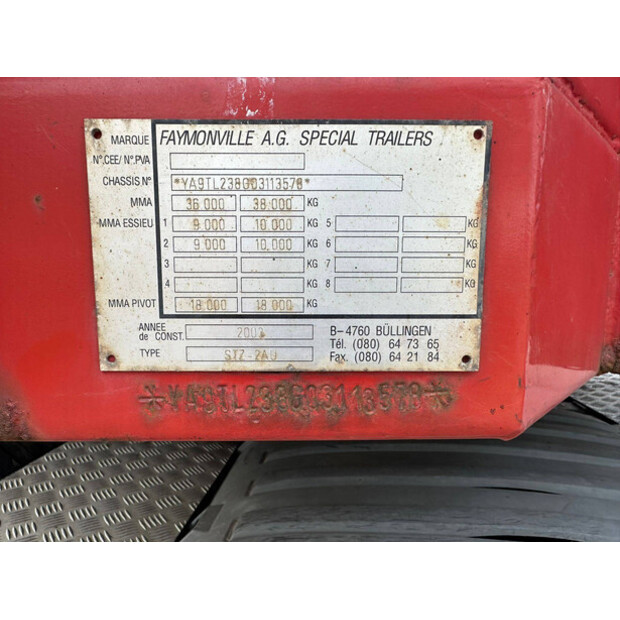 MARQUE FAYMONVILLE A.G. SPECIAL TRAILERS
N°.CEE/ N°.PVA
CHASSIS N° *YA9TL238G03113578*
MMA 36 000 38 000 KG
MMA ESSIEU 1 9 000 10 000 KG 5 KG
2 9 000 10 000 KG 6 KG
3 KG 7 KG
4 KG 8 KG
MMA PIVOT 18 000 18 000 KG
ANNEE de CONST.
TYPE STZ-2AU
B-4760 BÜLLINGEN
Tél. (080) 64 73 65
Fax. (080) 64 21 84
*YA9TL238G03113578*